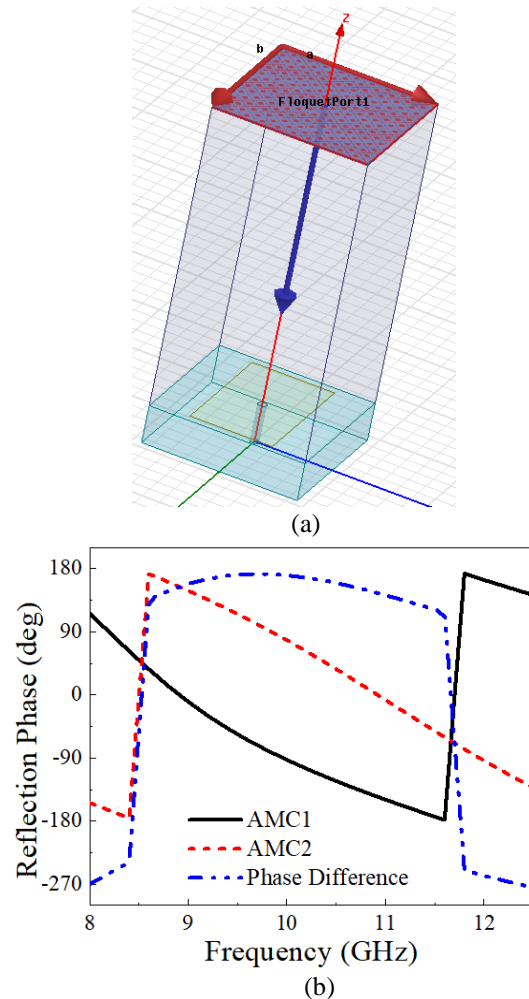 z
b
a
FloquetPort1
(a)
180
90
0
-90
-180
-270
Reflection Phase (deg)
AMC1
AMC2
Phase Difference
8
9
10
11
12
Frequency (GHz)
(b)